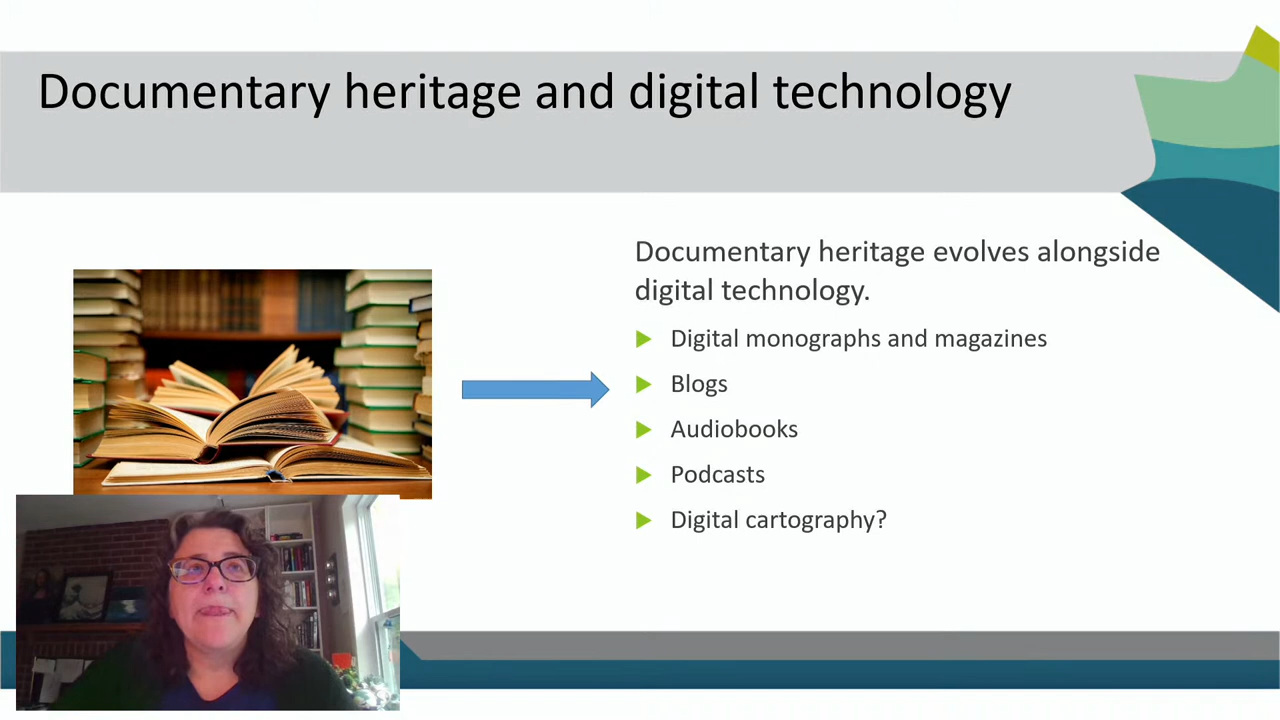 Documentary heritage and digital technology
Documentary heritage evolves alongside
digital technology.
Digital monographs and magazines
Blogs
Audiobooks
Podcasts
Digital cartography?